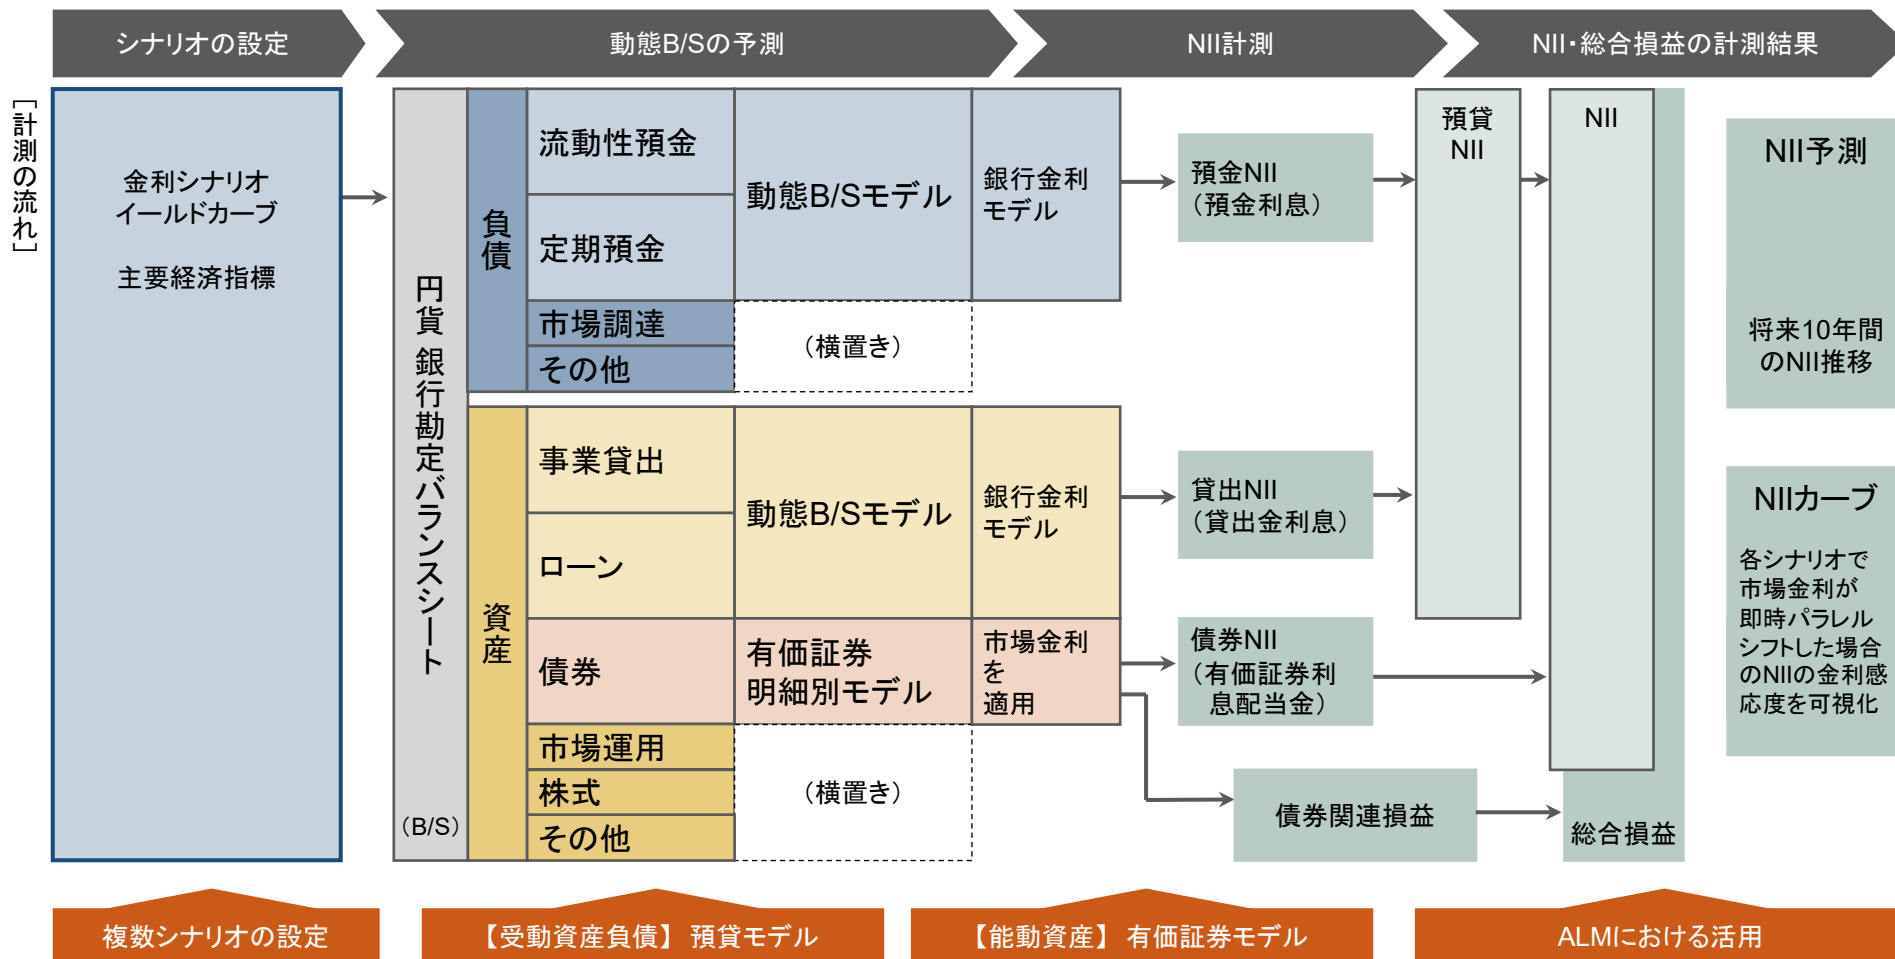 シナリオの設定
動態B/Sの予測
NII計測
NII・総合損益の計測結果
［計測の流れ］
金利シナリオ
イールドカーブ
主要経済指標
円貨 銀行勘定バランスシート
（B/S）
負債
流動性預金
定期預金
市場調達
その他
動態B/Sモデル
（横置き）
銀行金利
モデル
預金NII
（預金利息）
資産
事業貸出
ローン
債券
市場運用
株式
その他
動態B/Sモデル
有価証券
明細別モデル
（横置き）
銀行金利
モデル
市場金利
を
適用
貸出NII
（貸出金利息）
債券NII
（有価証券利
息配当金）
債券関連損益
預貸
NII
NII
総合損益
NII予測
将来10年間
のNII推移
NIIカーブ
各シナリオで
市場金利が
即時パラレル
シフトした場合
のNIIの金利感
応度を可視化
複数シナリオの設定
【受動資産負債】 預貸モデル
【能動資産】 有価証券モデル
ALMにおける活用